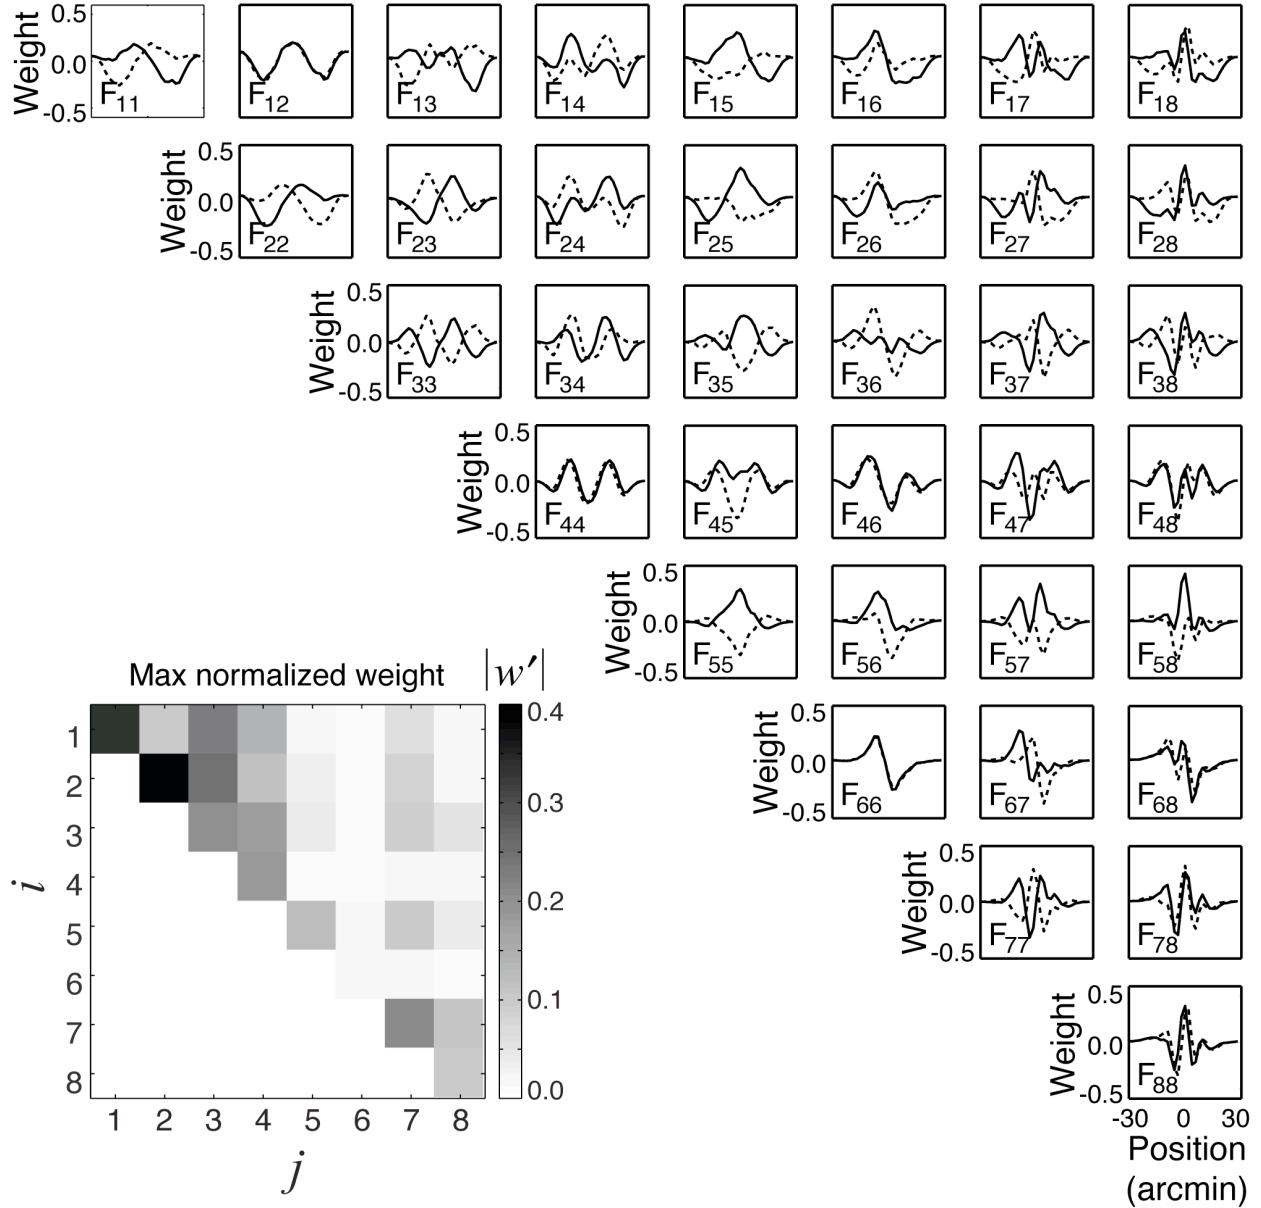 0.5
0.0
-0.5
Weight
F11 F12 F13 F14 F15 F16 F17 F18
0.5
0.0
-0.5
Weight
F22 F23 F24 F25 F26 F27 F28
0.5
0.0
-0.5
Weight
F33 F34 F35 F36 F37 F38
0.5
0.0
-0.5
Weight
F44 F45 F46 F47 F48
0.5
0.0
-0.5
Weight
F55 F56 F57 F58
0.5
0.0
-0.5
Weight
F66 F67 F68
0.5
0.0
-0.5
Weight
F77 F78
0.5
0.0
-0.5
Weight
F88
-30 0 30
Position
(arcmin)
Max normalized weight |w′|
0.4
0.3
0.2
0.1
0.0
1
2
3
4
5
6
7
8
i
1 2 3 4 5 6 7 8
j